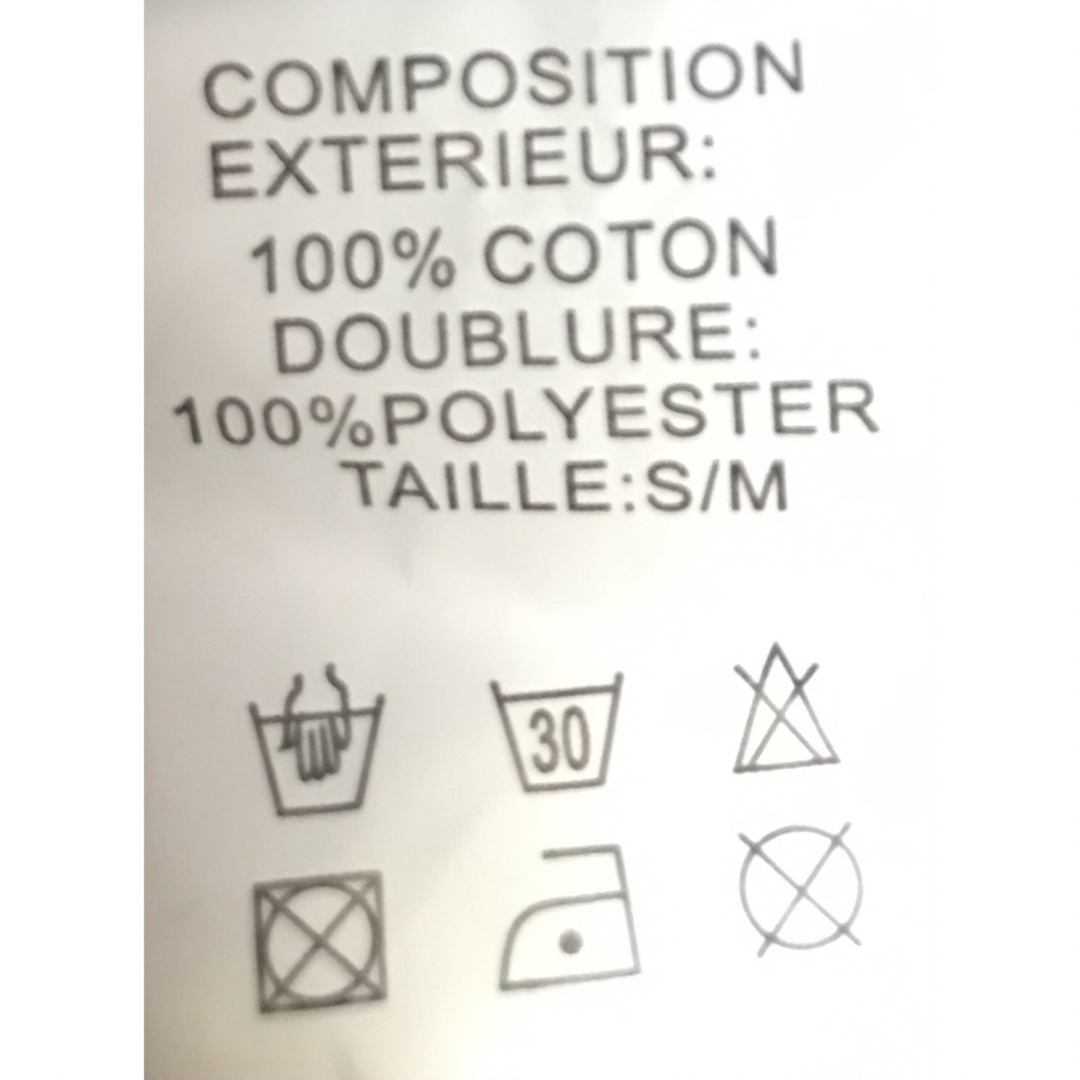 COMPOSITION
EXTERIEUR:
100% COTON
DOUBLURE:
100%POLYESTER
TAILLE:S/M
30